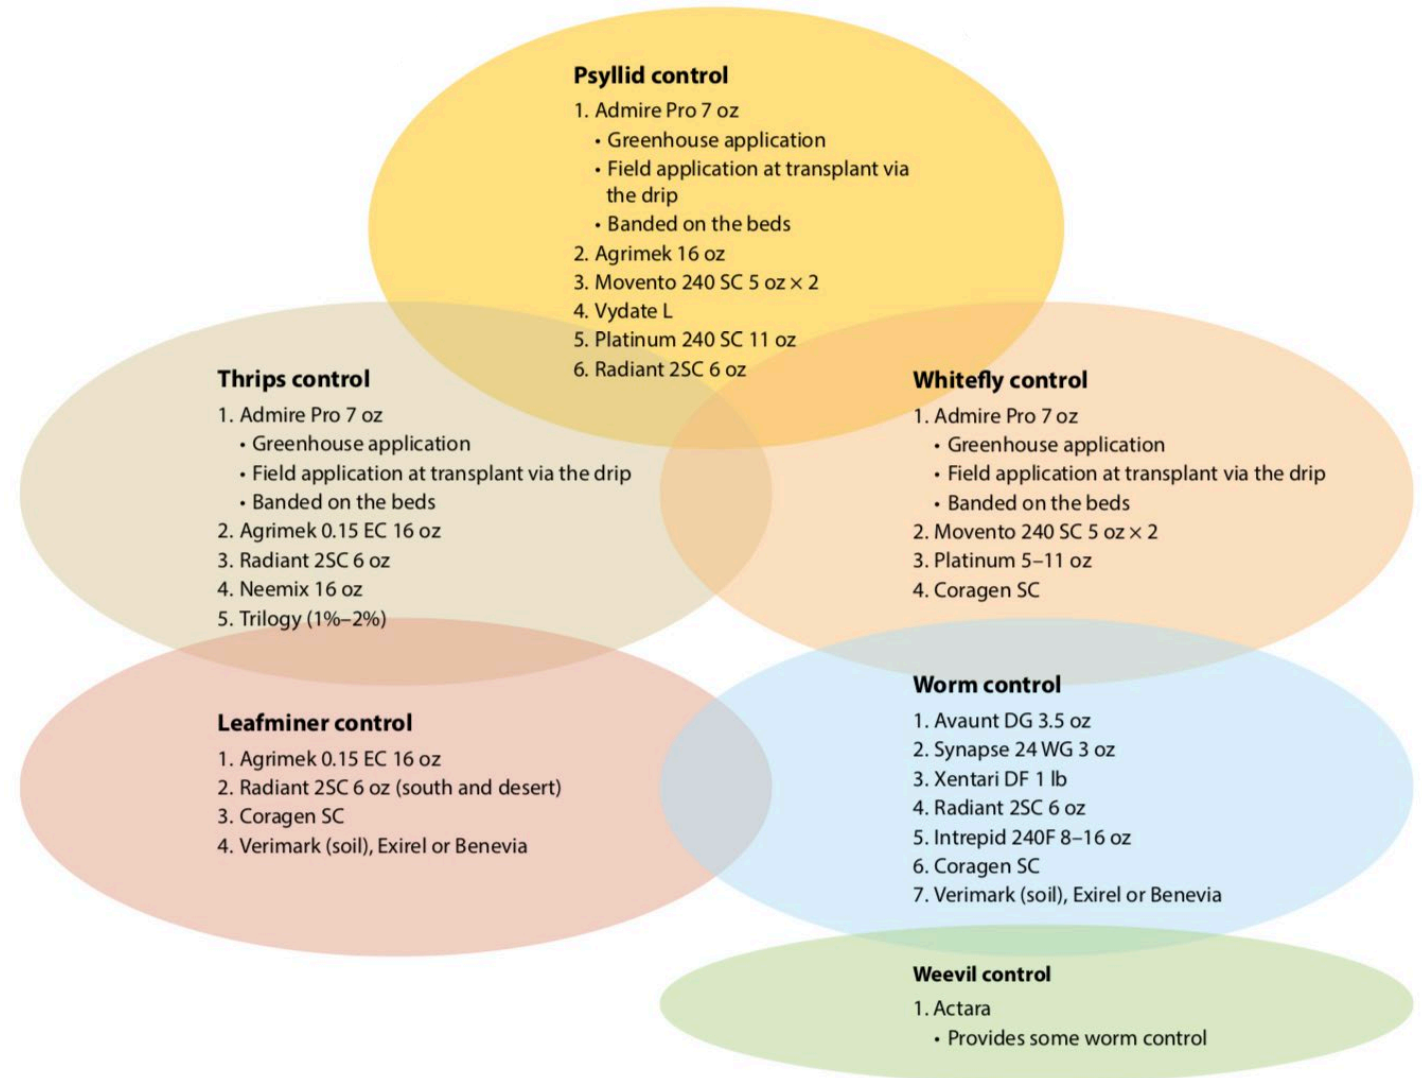 Psyllid control
1. Admire Pro 7 oz
• Greenhouse application
• Field application at transplant via
the drip
• Banded on the beds
2. Agrimek 16 oz
3. Movento 240 SC 5 oz × 2
4. Vydate L
5. Platinum 240 SC 11 oz
6. Radiant 2SC 6 oz
Thrips control
1. Admire Pro 7 oz
• Greenhouse application
• Field application at transplant via the drip
• Banded on the beds
2. Agrimek 0.15 EC 16 oz
3. Radiant 2SC 6 oz
4. Neemix 16 oz
5. Trilogy (1%–2%)
Whitefly control
1. Admire Pro 7 oz
• Greenhouse application
• Field application at transplant via the drip
• Banded on the beds
2. Movento 240 SC 5 oz × 2
3. Platinum 5–11 oz
4. Coragen SC
Leafminer control
1. Agrimek 0.15 EC 16 oz
2. Radiant 2SC 6 oz (south and desert)
3. Coragen SC
4. Verimark (soil), Exirel or Benevia
Worm control
1. Avaunt DG 3.5 oz
2. Synapse 24 WG 3 oz
3. Xentari DF 1 lb
4. Radiant 2SC 6 oz
5. Intrepid 240F 8–16 oz
6. Coragen SC
7. Verimark (soil), Exirel or Benevia
Weevil control
1. Actara
• Provides some worm control